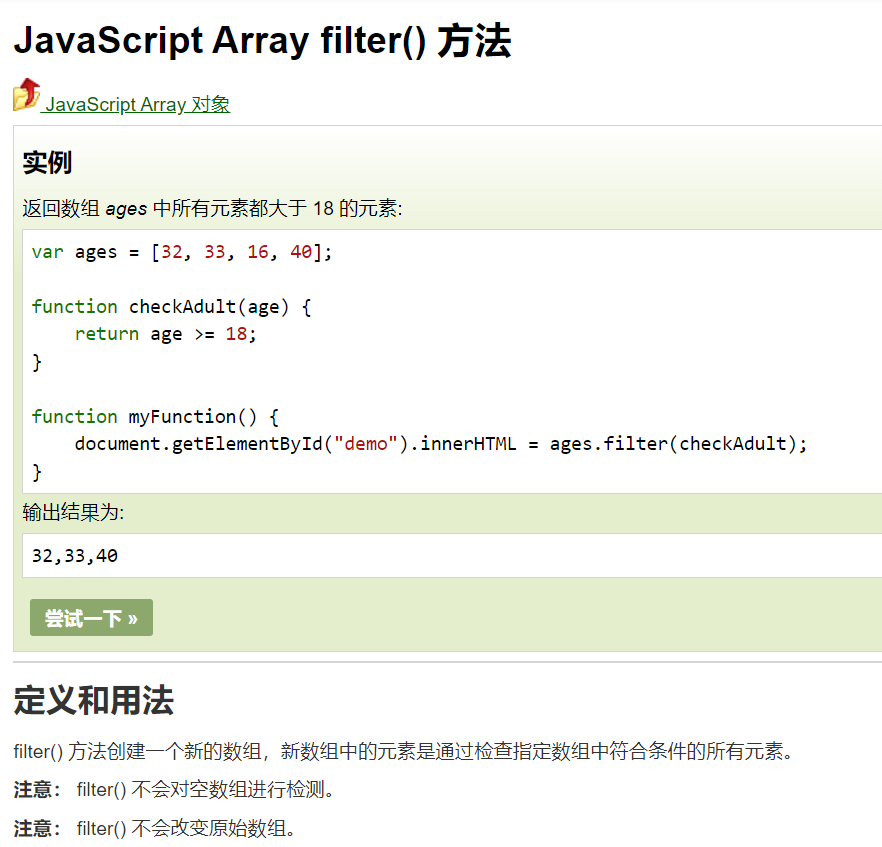 JavaScript Array filter() 方法
JavaScript Array 对象
实例
返回数组 ages 中所有元素都大于 18 的元素:
var ages = [32, 33, 16, 40];
function checkAdult(age) {
    return age >= 18;
}
function myFunction() {
    document.getElementById("demo").innerHTML = ages.filter(checkAdult);
}
输出结果为:
32,33,40
尝试一下 »
定义和用法
filter() 方法创建一个新的数组，新数组中的元素是通过检查指定数组中符合条件的所有元素。
注意： filter() 不会对空数组进行检测。
注意： filter() 不会改变原始数组。